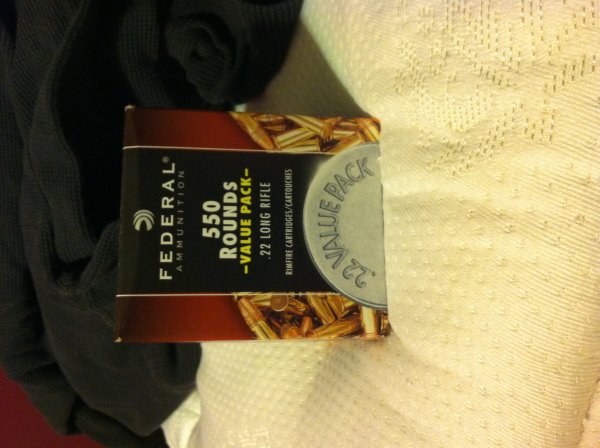 FEDERAL®
AMMUNITION
550
ROUNDS
–VALUE PACK–
.22 LONG RIFLE
RIMFIRE CARTRIDGES/CARTOUCHES
.22 VALUE PACK